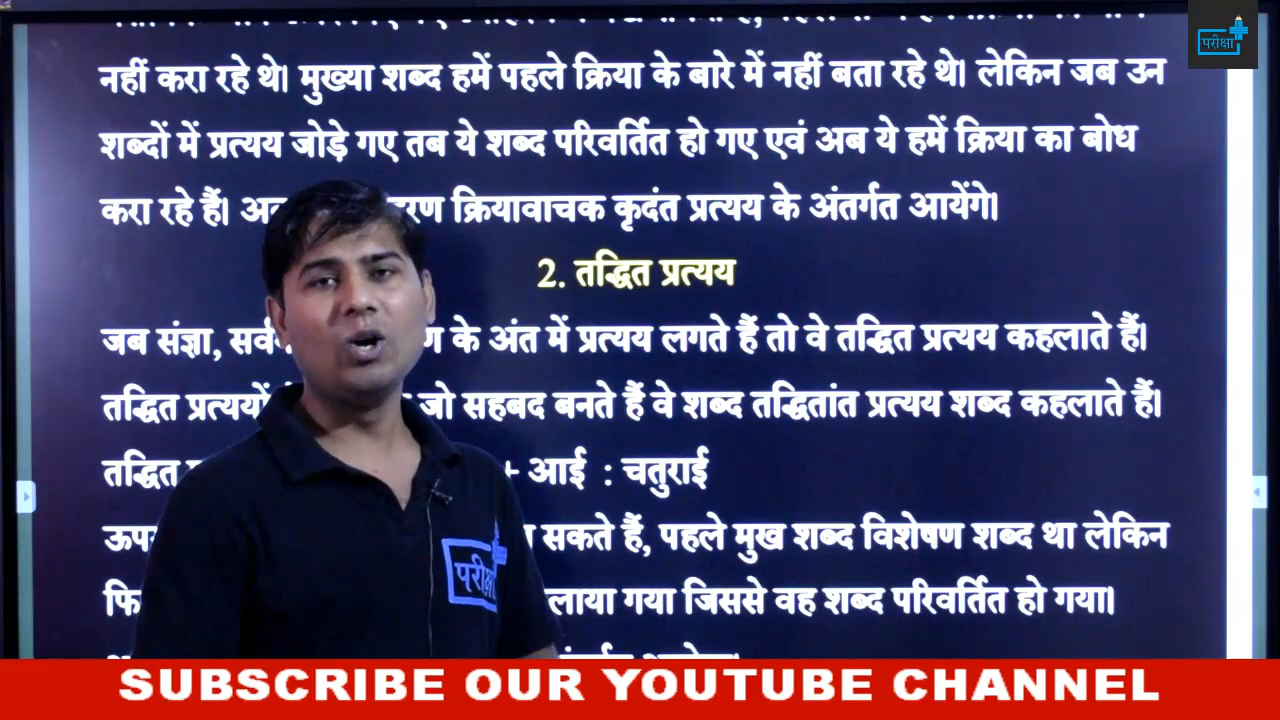 परीक्षा
नहीं करा रहे थे। मुख्या शब्द हमें पहले क्रिया के बारे में नहीं बता रहे थे। लेकिन जब उन
शब्दों में प्रत्यय जोड़े गए तब ये शब्द परिवर्तित हो गए एवं अब ये हमें क्रिया का बोध
करा रहे हैं। क्रियावाचक कृदंत प्रत्यय के अंतर्गत आयेंगे।
2. तद्धित प्रत्यय
जब संज्ञा, के अंत में प्रत्यय लगते हैं तो वे तद्धित प्रत्यय कहलाते हैं।
तद्धित प्रत्ययों जो सहबद बनते हैं वे शब्द तद्धितांत प्रत्यय शब्द कहलाते हैं।
तद्धित + आई : चतुराई
सकते हैं, पहले मुख शब्द विशेषण शब्द था लेकिन
लाया गया जिससे वह शब्द परिवर्तित हो गया।
परीक्षा
SUBSCRIBE OUR YOUTUBE CHANNEL